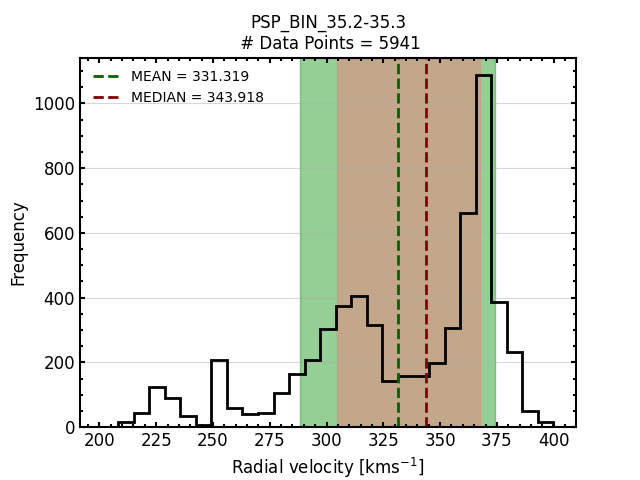 PSP_BIN_35.2-35.3
# Data Points = 5941
MEAN = 331.319
MEDIAN = 343.918
1000
800
600
400
200
0
Frequency
200 225 250 275 300 325 350 375 400
Radial velocity [kms⁻¹]